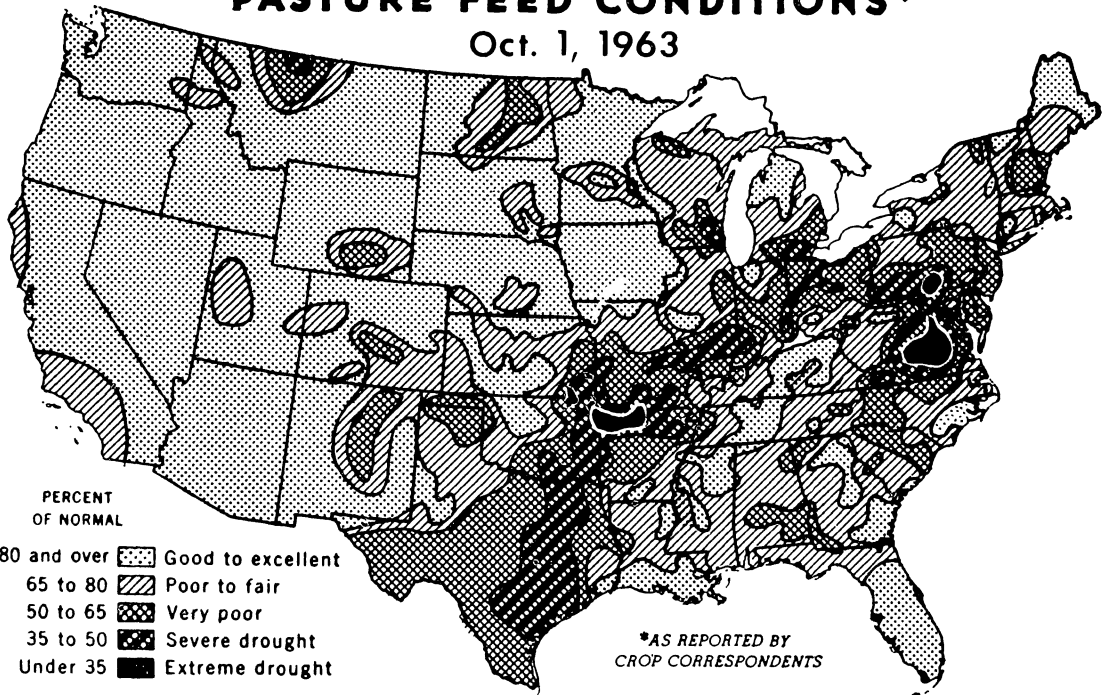 PASTURE FEED CONDITIONS*
Oct. 1, 1963
PERCENT
OF NORMAL
80 and over Good to excellent
65 to 80 Poor to fair
50 to 65 Very poor
35 to 50 Severe drought
Under 35 Extreme drought
*AS REPORTED BY
CROP CORRESPONDENTS